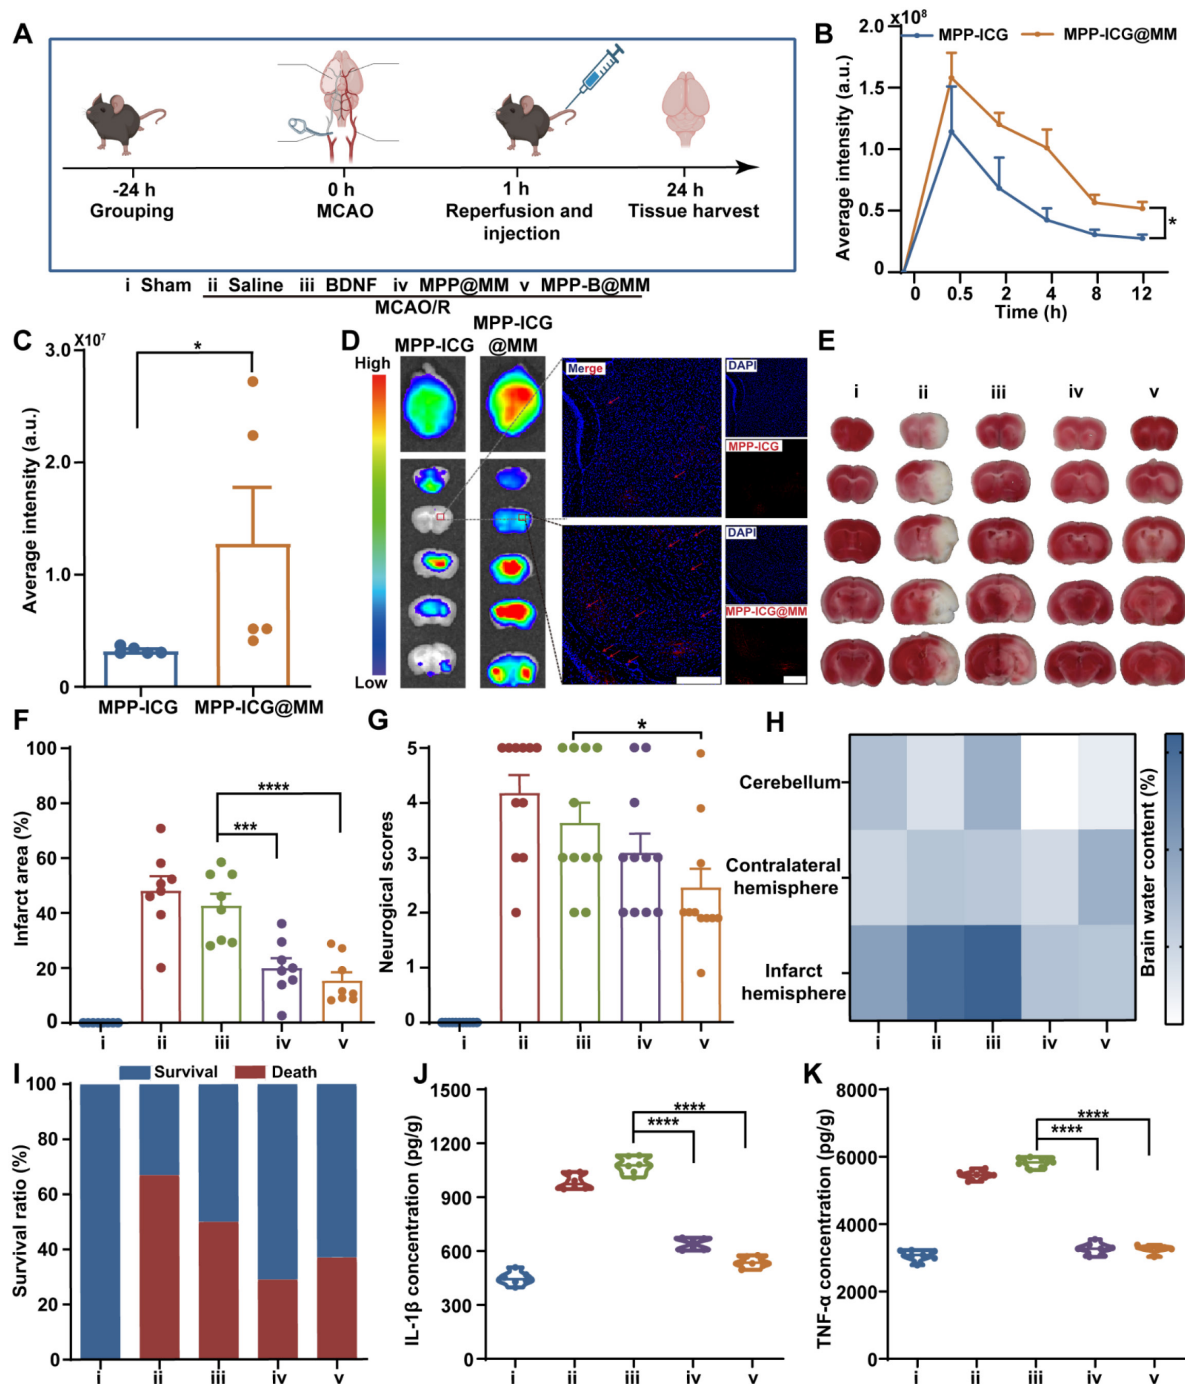 A
-24 h
Grouping
0 h
MCAO
1 h
Reperfusion and
injection
24 h
Tissue harvest
i Sham ii Saline iii BDNF iv MPP@MM v MPP-B@MM
MCAO/R
B
X10⁸
MPP-ICG MPP-ICG@MM
Average intensity (a.u.)
2.0
1.5
1.0
0.5
0
*
0 0.5 2 4 8 12
Time (h)
C
X10⁷
Average intensity (a.u.)
3.0
2.0
1.0
0
*
MPP-ICG MPP-ICG@MM
D
High
Low
MPP-ICG
MPP-ICG
@MM
Merge
DAPI
MPP-ICG
DAPI
MPP-ICG@MM
E
i ii iii iv v
F
Infarct area (%)
100
80
60
40
20
0
****
***
i ii iii iv v
G
Neurogical scores
5
4
3
2
1
0
*
i ii iii iv v
H
Cerebellum
Contralateral
hemisphere
Infarct
hemisphere
i ii iii iv v
Brain water content (%)
I
Survival Death
Survival ratio (%)
100
80
60
40
20
0
i ii iii iv v
J
IL-1β concentration (pg/g)
1500
1200
900
600
300
0
****
****
i ii iii iv v
K
TNF-α concentration (pg/g)
8000
6000
4000
2000
0
****
****
i ii iii iv v